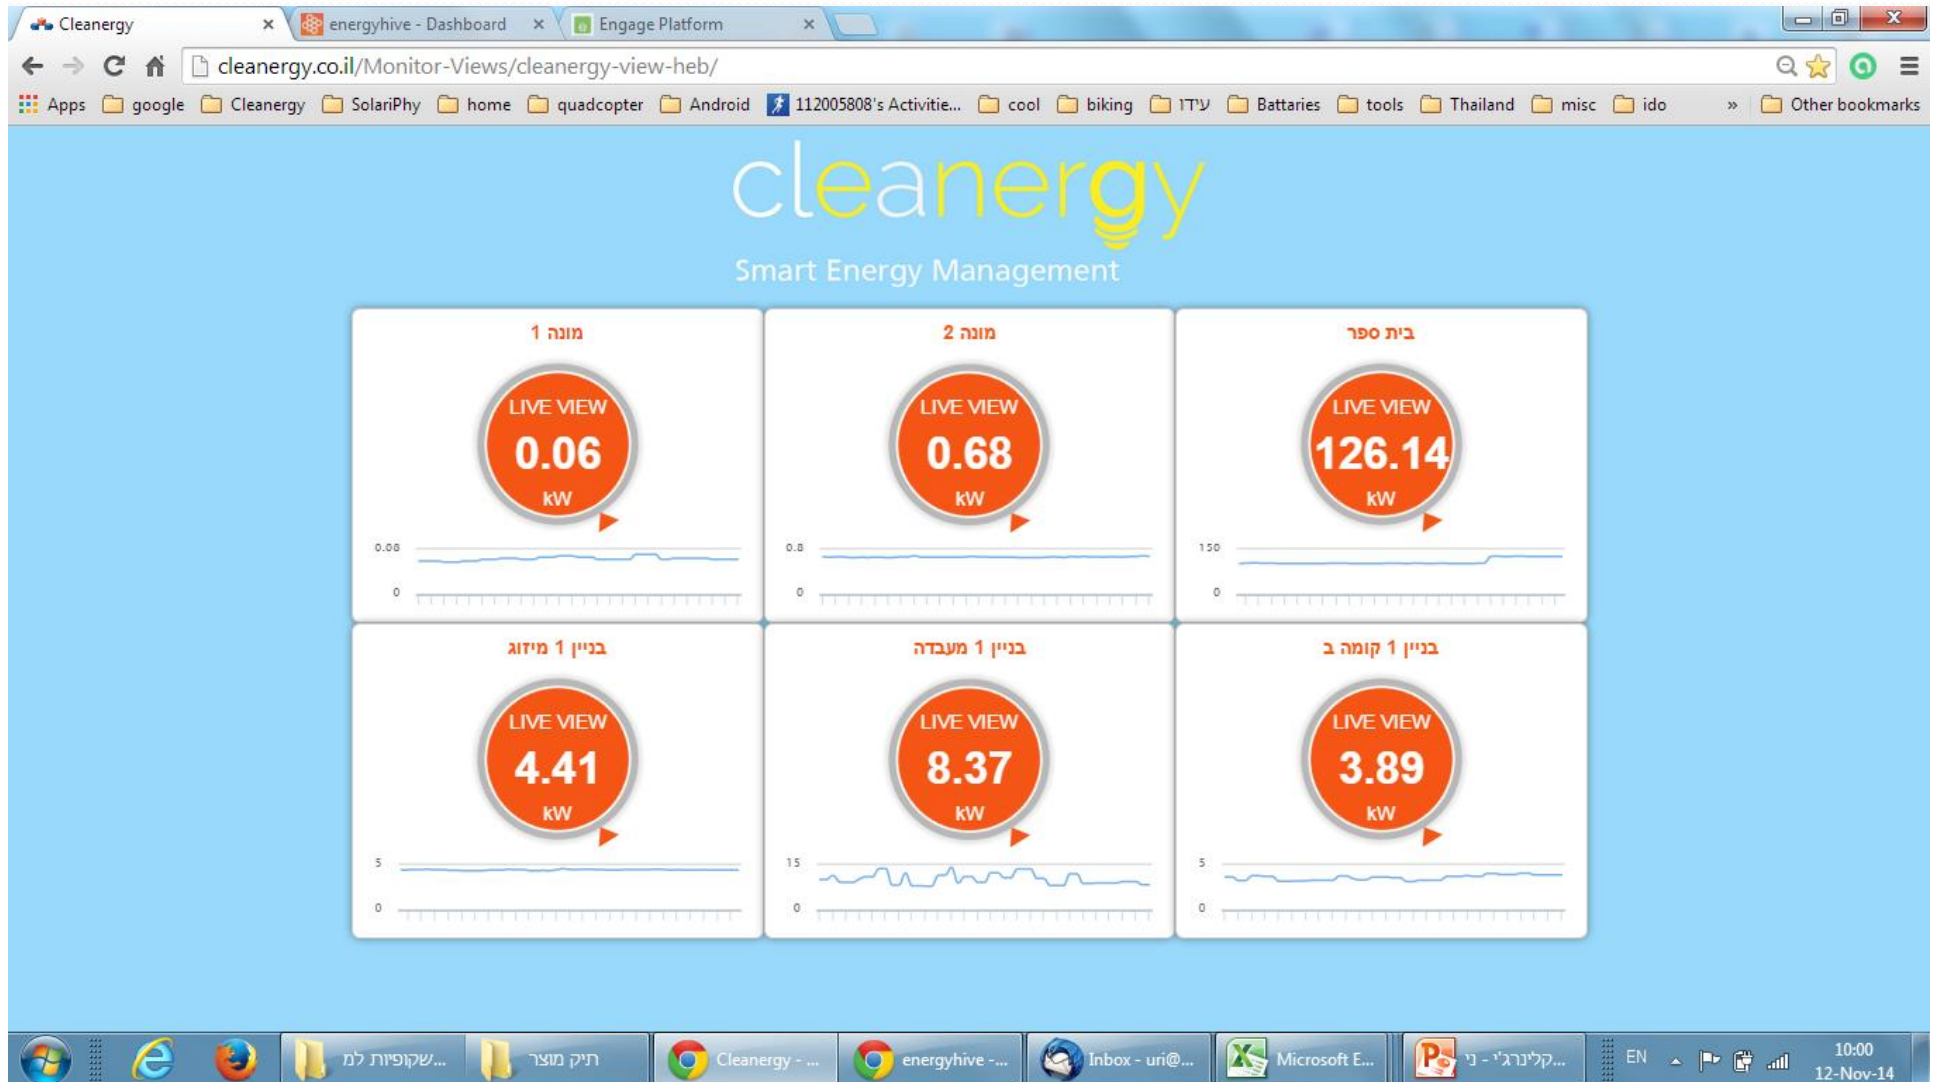 Cleanergy
energyhive - Dashboard
Engage Platform
cleanergy.co.il/Monitor-Views/cleanergy-view-heb/
Apps google Cleanergy SolariPhy home quadcopter Android 112005808's Activitie... cool biking עידו Battaries tools Thailand misc ido » Other bookmarks
cleanergy
Smart Energy Management
מונה 1
LIVE VIEW
0.06
kW
0.08
0
מונה 2
LIVE VIEW
0.68
kW
0.8
0
בית ספר
LIVE VIEW
126.14
kW
150
0
בניין 1 מיזוג
LIVE VIEW
4.41
kW
5
0
בניין 1 מעבדה
LIVE VIEW
8.37
kW
15
0
בניין 1 קומה ב
LIVE VIEW
3.89
kW
5
0
שקופיות למ...
תיק מוצר
Cleanergy - ...
energyhive -...
Inbox - uri@...
Microsoft E...
קלינרג'י - ני...
EN
10:00
12-Nov-14